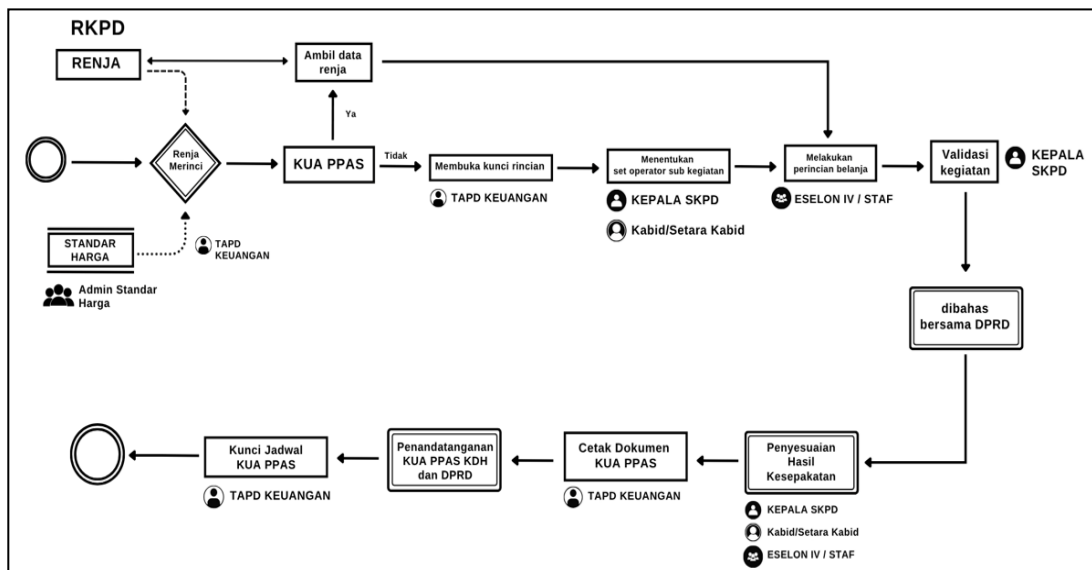 RKPD
RENJA
Ambil data
renja
Ya
Renja
Merinci
KUA PPAS
Tidak
Membuka kunci rincian
TAPD KEUANGAN
Menentukan
set operator sub kegiatan
KEPALA SKPD
Kabid/Setara Kabid
Melakukan
perincian belanja
ESELON IV / STAF
Validasi
kegiatan
KEPALA
SKPD
STANDAR
HARGA
TAPD
KEUANGAN
Admin Standar
Harga
dibahas
bersama DPRD
Penyesuaian
Hasil
Kesepakatan
KEPALA SKPD
Kabid/Setara Kabid
ESELON IV / STAF
Cetak Dokumen
KUA PPAS
TAPD KEUANGAN
Penandatanganan
KUA PPAS KDH
dan DPRD
Kunci Jadwal
KUA PPAS
TAPD KEUANGAN